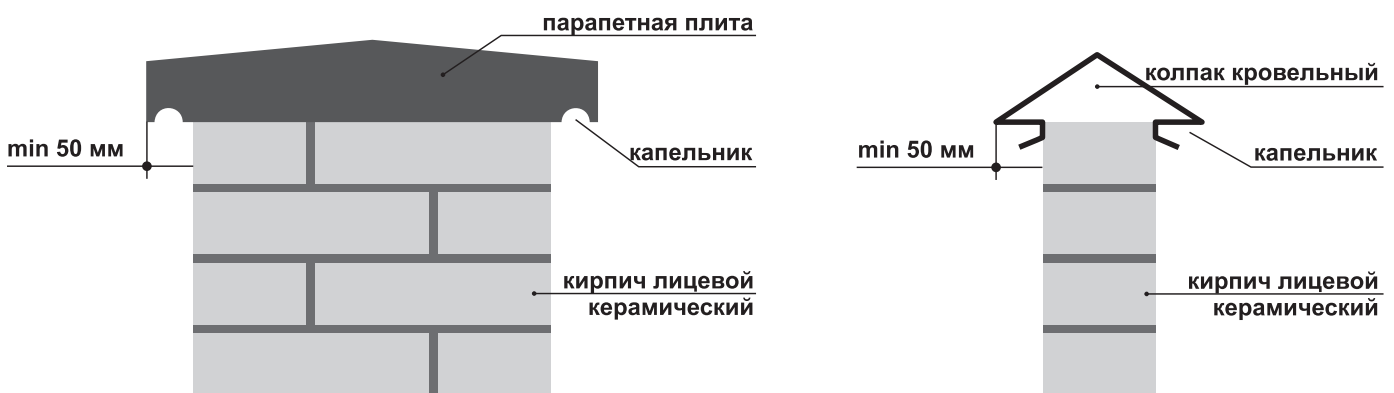 парапетная плита
min 50 мм
капельник
кирпич лицевой
керамический
колпак кровельный
min 50 мм
капельник
кирпич лицевой
керамический